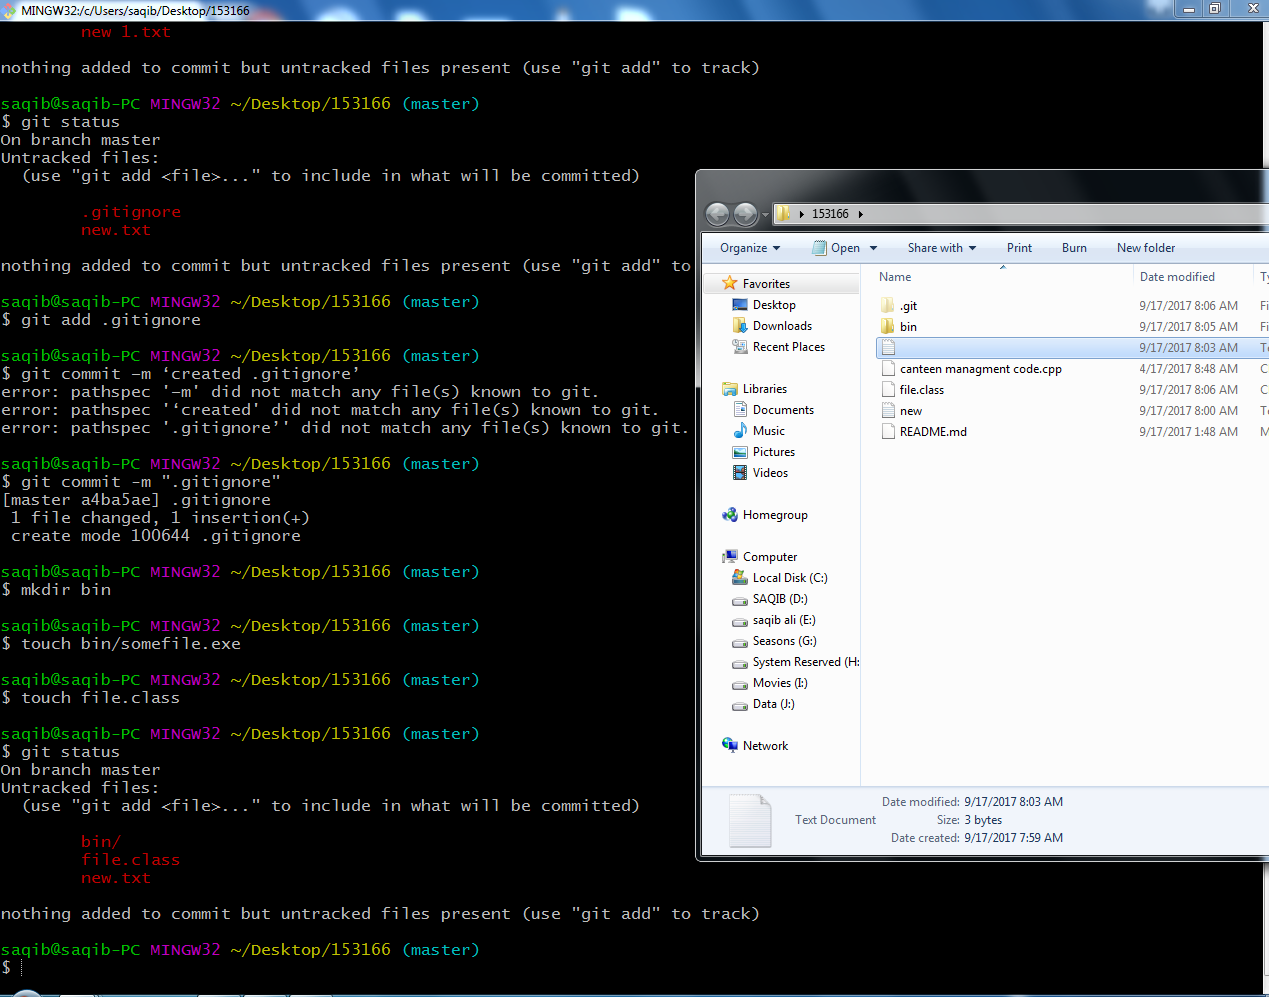 MINGW32:/c/Users/saqib/Desktop/153166
new 1.txt
nothing added to commit but untracked files present (use "git add" to track)
saqib@saqib-PC MINGW32 ~/Desktop/153166 (master)
$ git status
On branch master
Untracked files:
(use "git add <file>..." to include in what will be committed)
.gitignore
new.txt
nothing added to commit but untracked files present (use "git add" to
saqib@saqib-PC MINGW32 ~/Desktop/153166 (master)
$ git add .gitignore
saqib@saqib-PC MINGW32 ~/Desktop/153166 (master)
$ git commit –m ‘created .gitignore’
error: pathspec '–m' did not match any file(s) known to git.
error: pathspec '‘created' did not match any file(s) known to git.
error: pathspec '.gitignore’' did not match any file(s) known to git.
saqib@saqib-PC MINGW32 ~/Desktop/153166 (master)
$ git commit -m ".gitignore"
[master a4ba5ae] .gitignore
1 file changed, 1 insertion(+)
create mode 100644 .gitignore
saqib@saqib-PC MINGW32 ~/Desktop/153166 (master)
$ mkdir bin
saqib@saqib-PC MINGW32 ~/Desktop/153166 (master)
$ touch bin/somefile.exe
saqib@saqib-PC MINGW32 ~/Desktop/153166 (master)
$ touch file.class
saqib@saqib-PC MINGW32 ~/Desktop/153166 (master)
$ git status
On branch master
Untracked files:
(use "git add <file>..." to include in what will be committed)
bin/
file.class
new.txt
nothing added to commit but untracked files present (use "git add" to track)
saqib@saqib-PC MINGW32 ~/Desktop/153166 (master)
$
153166
Organize Open Share with Print Burn New folder
Favorites
Desktop
Downloads
Recent Places
Libraries
Documents
Music
Pictures
Videos
Homegroup
Computer
Local Disk (C:)
SAQIB (D:)
saqib ali (E:)
Seasons (G:)
System Reserved (H:
Movies (I:)
Data (J:)
Network
Name Date modified Ty
.git 9/17/2017 8:06 AM Fi
bin 9/17/2017 8:05 AM Fi
9/17/2017 8:03 AM Te
canteen managment code.cpp 4/17/2017 8:48 AM C
file.class 9/17/2017 8:06 AM C
new 9/17/2017 8:00 AM Te
README.md 9/17/2017 1:48 AM M
Text Document
Date modified: 9/17/2017 8:03 AM
Size: 3 bytes
Date created: 9/17/2017 7:59 AM